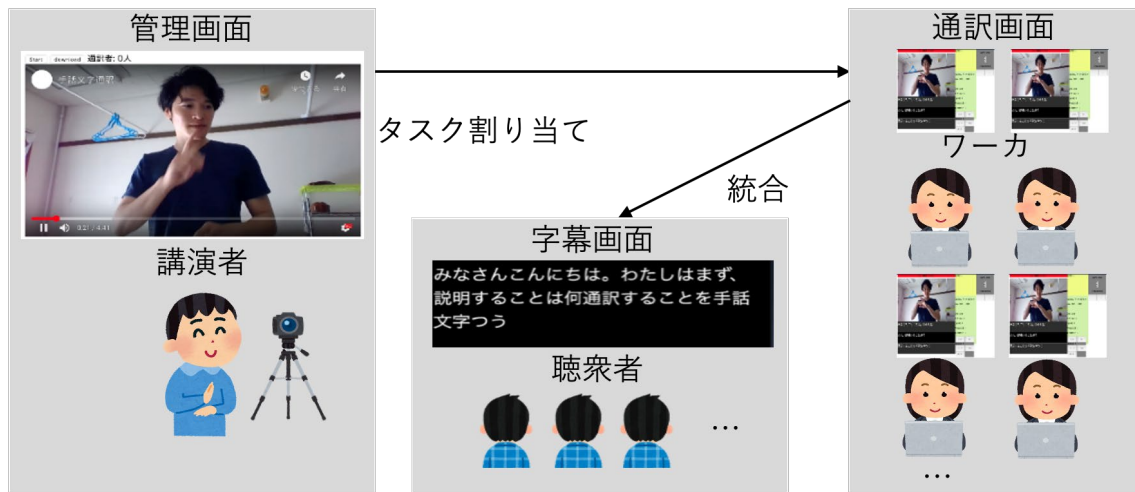 管理画面
Start download 通訳者: 0人
手話文字通訳
0:21 / 4:41
講演者
タスク割り当て
統合
字幕画面
みなさんこんにちは。わたしはまず、
説明することは何通訳することを手話
文字つう
聴衆者
…
通訳画面
ワーカ
…